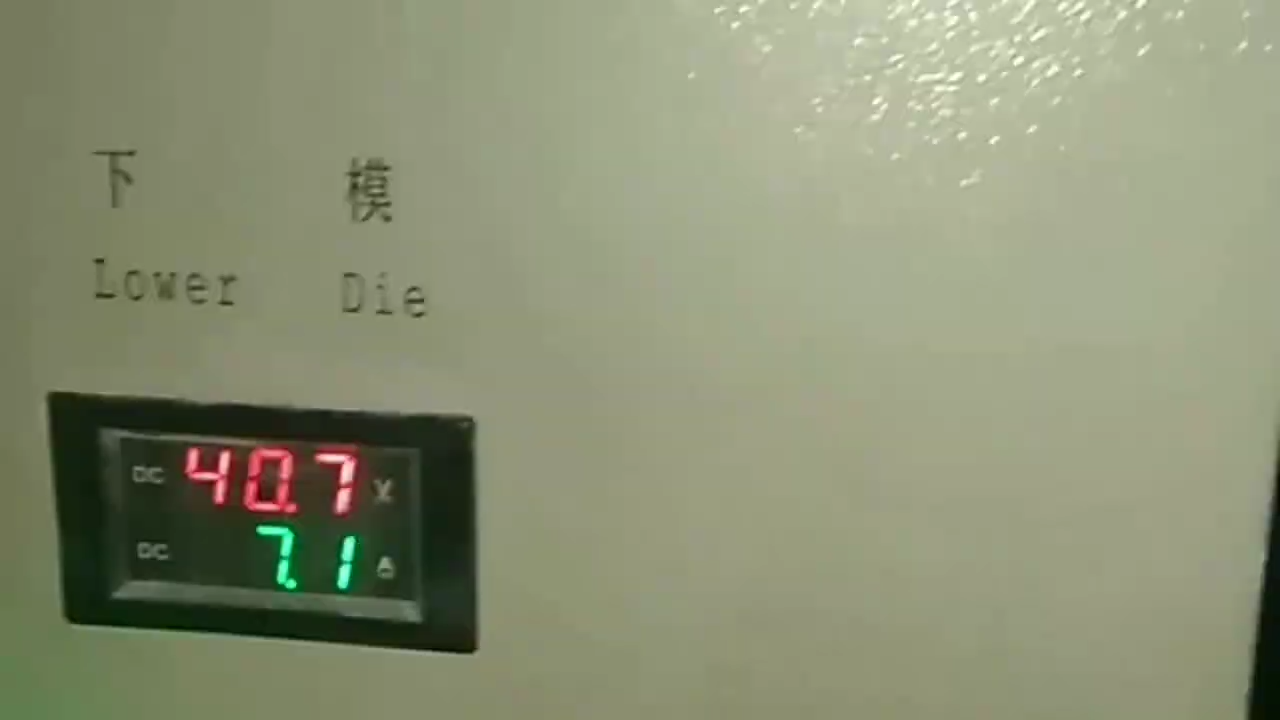 下 模
Lower Die
DC 40.7 V
DC 7.1 A